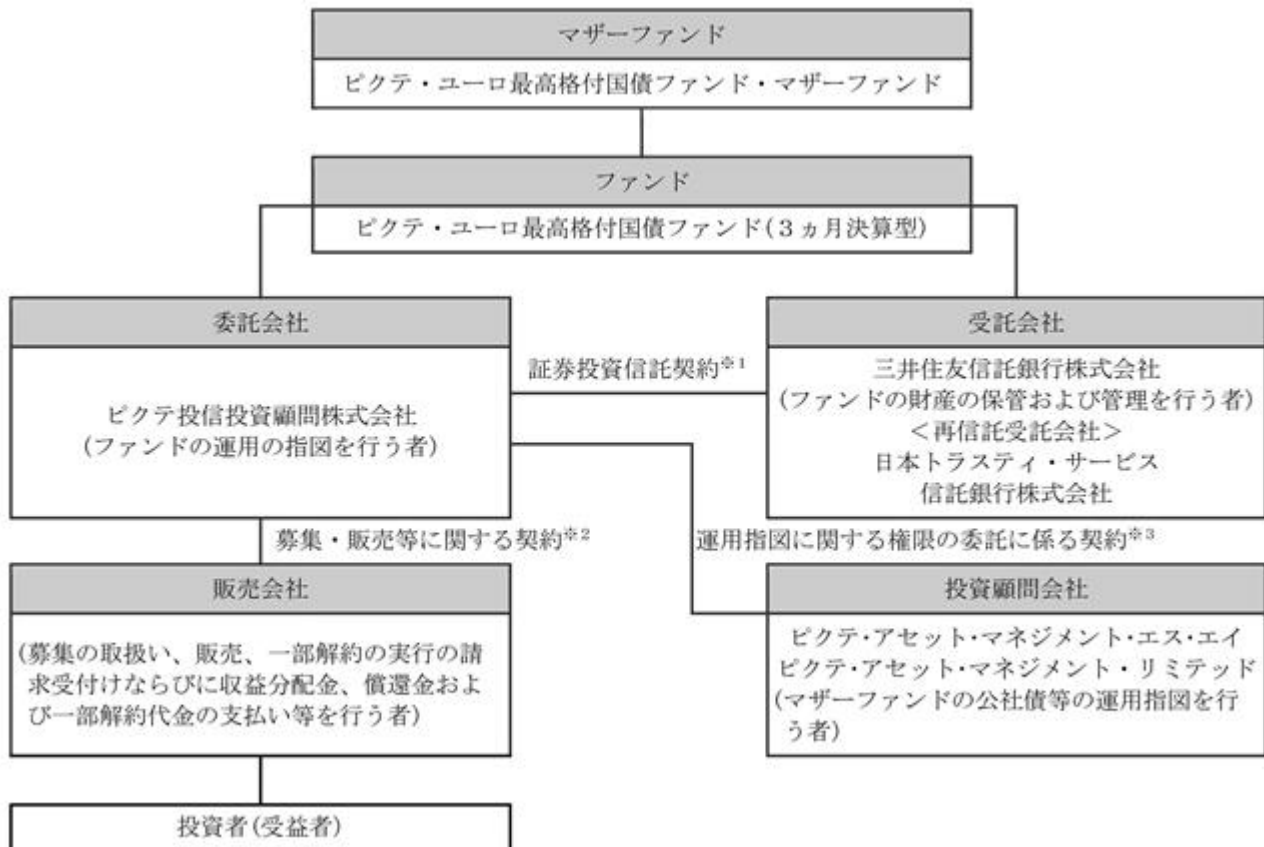 マザーファンド
ピクテ・ユーロ最高格付国債ファンド・マザーファンド
ファンド
ピクテ・ユーロ最高格付国債ファンド(3ヵ月決算型)
委託会社
ピクテ投信投資顧問株式会社
(ファンドの運用の指図を行う者)
証券投資信託契約※1
受託会社
三井住友信託銀行株式会社
(ファンドの財産の保管および管理を行う者)
<再信託受託会社>
日本トラスティ・サービス
信託銀行株式会社
募集・販売等に関する契約※2
運用指図に関する権限の委託に係る契約※3
販売会社
(募集の取扱い、販売、一部解約の実行の請
求受付けならびに収益分配金、償還金およ
び一部解約代金の支払い等を行う者)
投資顧問会社
ピクテ・アセット・マネジメント・エス・エイ
ピクテ・アセット・マネジメント・リミテッド
(マザーファンドの公社債等の運用指図を行
う者)
投資者(受益者)